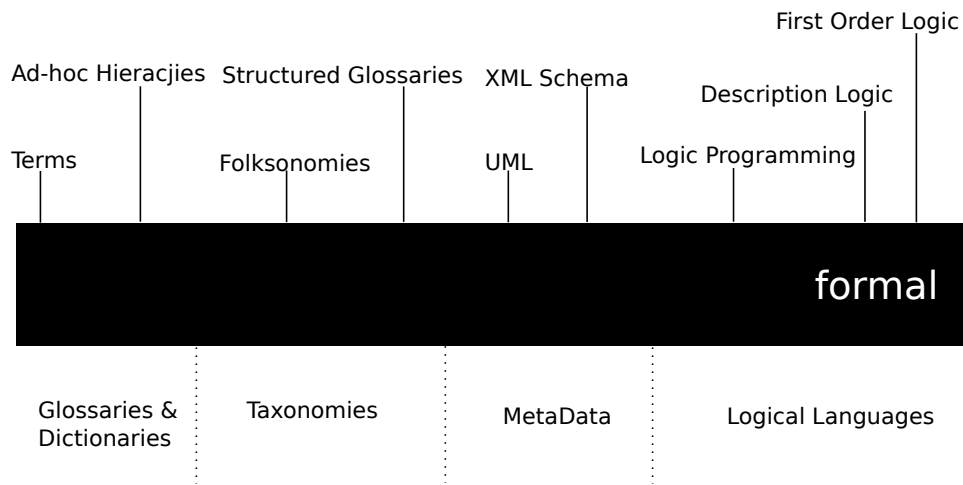 First Order Logic
Ad-hoc Hieracjies
Structured Glossaries
XML Schema
Description Logic
Terms
Folksonomies
UML
Logic Programming
formal
Glossaries &
Dictionaries
Taxonomies
MetaData
Logical Languages